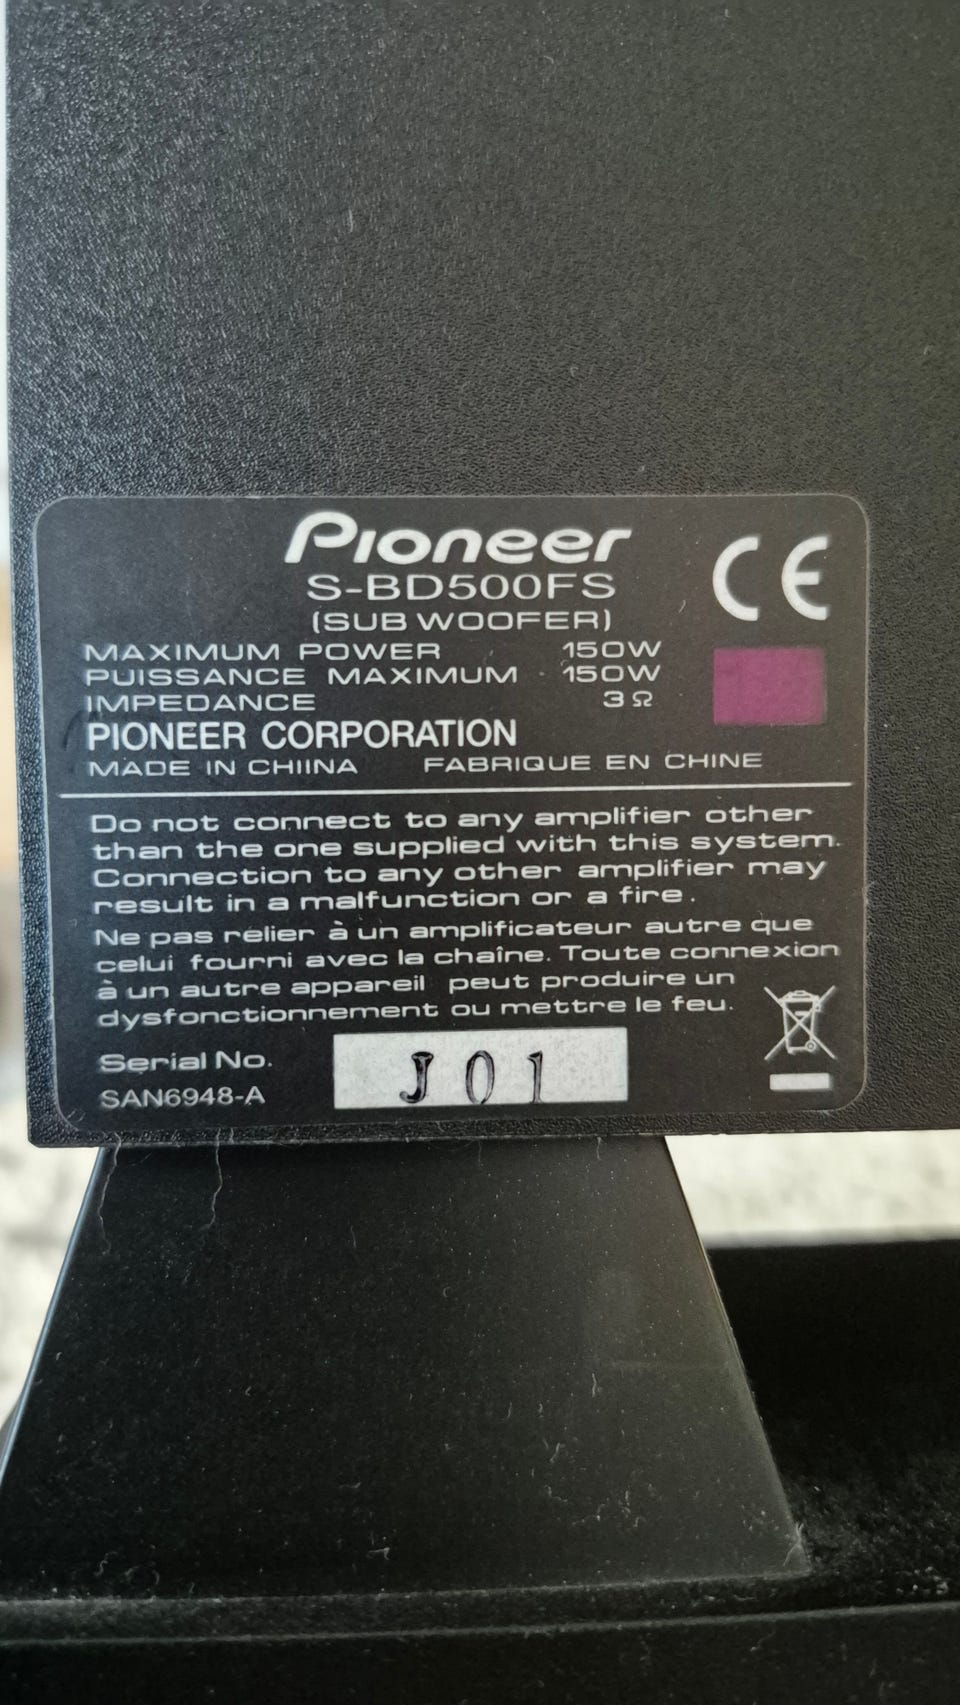 Pioneer
S-BD500FS
(SUB WOOFER)
CE
MAXIMUM POWER 150W
PUISSANCE MAXIMUM 150W
IMPEDANCE 3Ω
PIONEER CORPORATION
MADE IN CHIINA FABRIQUE EN CHINE
Do not connect to any amplifier other
than the one supplied with this system.
Connection to any other amplifier may
result in a malfunction or a fire.
Ne pas relier à un amplificateur autre que
celui fourni avec la chaîne. Toute connexion
à un autre appareil peut produire un
dysfonctionnement ou mettre le feu.
Serial No. J01
SAN6948-A